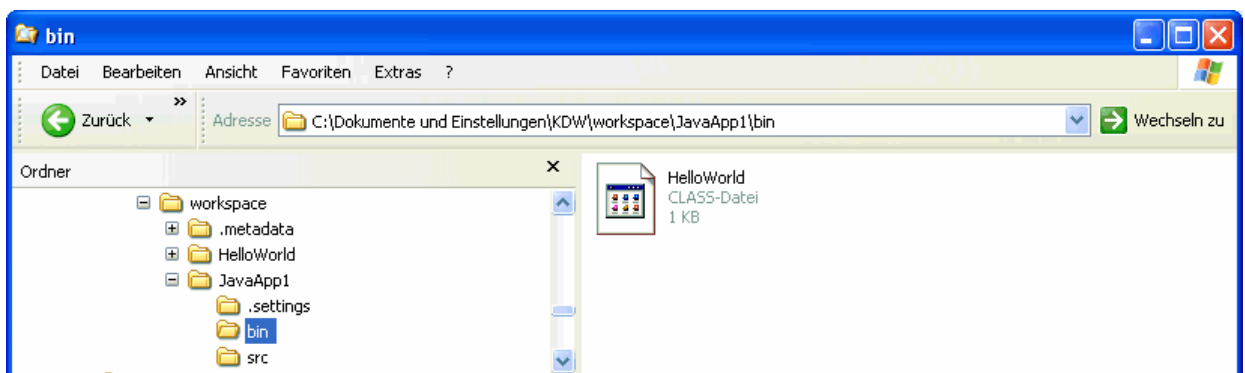 bin
Datei Bearbeiten Ansicht Favoriten Extras ?
Zurück » Adresse C:\Dokumente und Einstellungen\KDW\workspace\JavaApp1\bin Wechseln zu
Ordner
workspace
.metadata
HelloWorld
JavaApp1
.settings
bin
src
HelloWorld
CLASS-Datei
1 KB